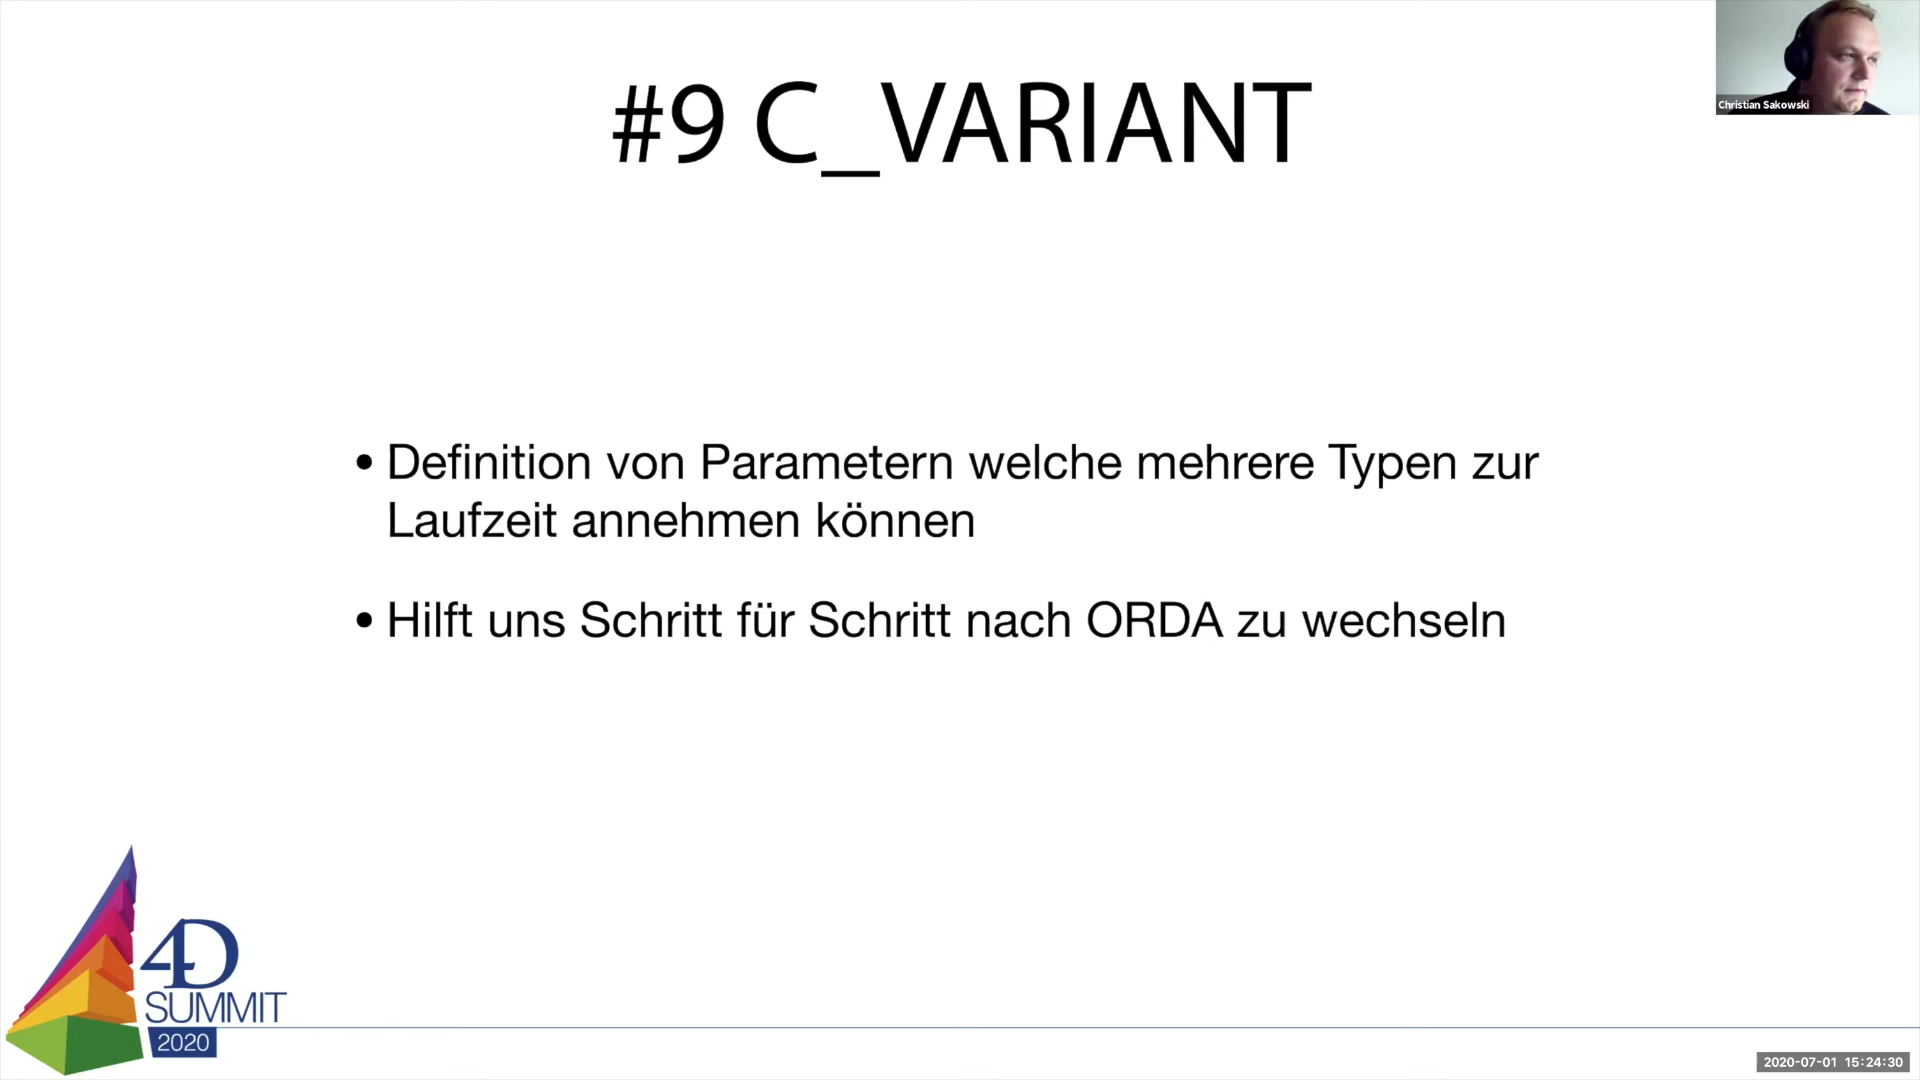 #9 C_VARIANT
Christian Sakowski
• Definition von Parametern welche mehrere Typen zur
Laufzeit annehmen können
• Hilft uns Schritt für Schritt nach ORDA zu wechseln
4D
SUMMIT
2020
2020-07-01 15:24:30